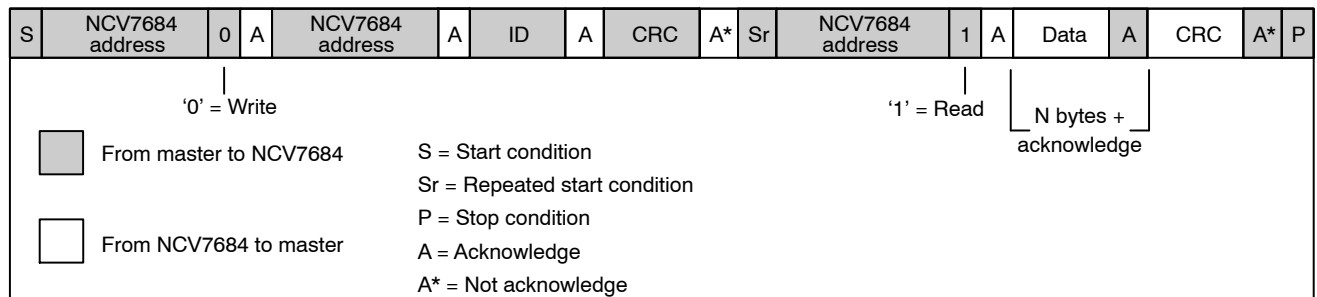 S NCV7684 address 0 A NCV7684 address A ID A CRC A* Sr NCV7684 address 1 A Data A CRC A* P
‘0’ = Write
‘1’ = Read
N bytes +
acknowledge
From master to NCV7684
From NCV7684 to master
S = Start condition
Sr = Repeated start condition
P = Stop condition
A = Acknowledge
A* = Not acknowledge